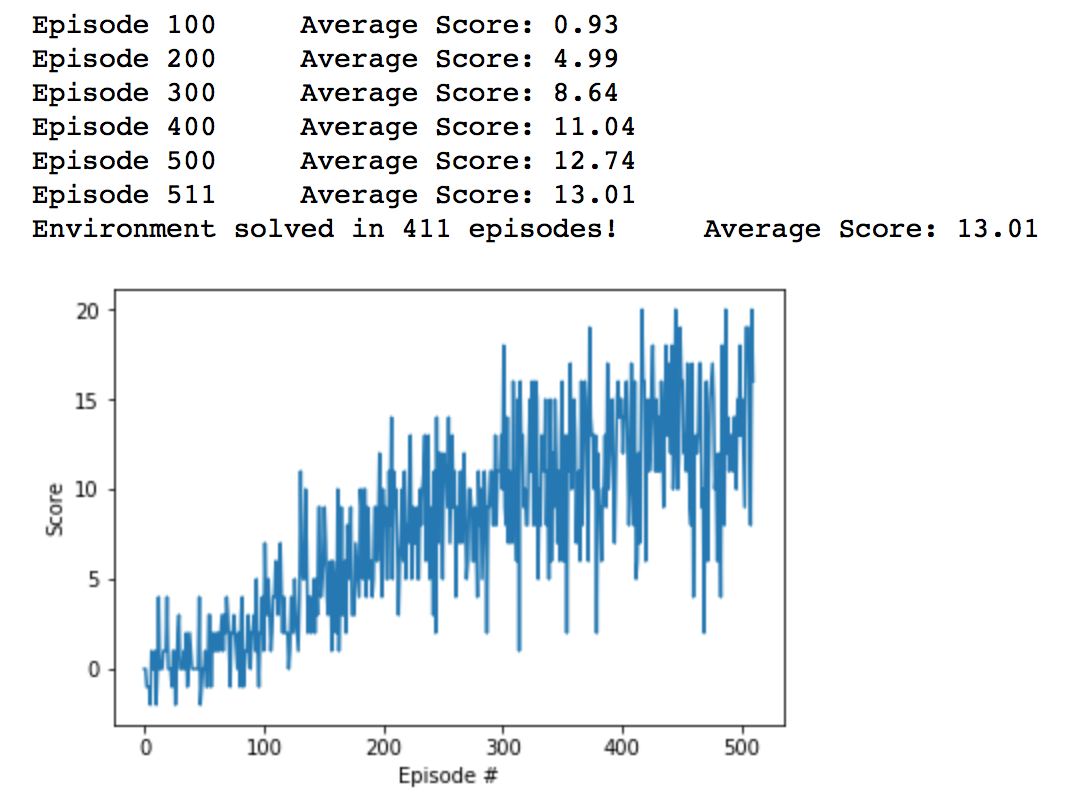 Episode 100 Average Score: 0.93
Episode 200 Average Score: 4.99
Episode 300 Average Score: 8.64
Episode 400 Average Score: 11.04
Episode 500 Average Score: 12.74
Episode 511 Average Score: 13.01
Environment solved in 411 episodes! Average Score: 13.01
20
15
10
5
0
Score
0 100 200 300 400 500
Episode #